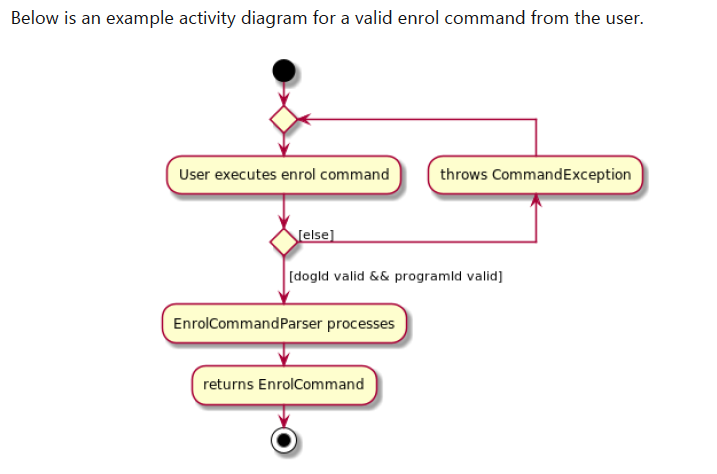 Below is an example activity diagram for a valid enrol command from the user.
User executes enrol command
throws CommandException
[else]
[dogId valid && programId valid]
EnrolCommandParser processes
returns EnrolCommand